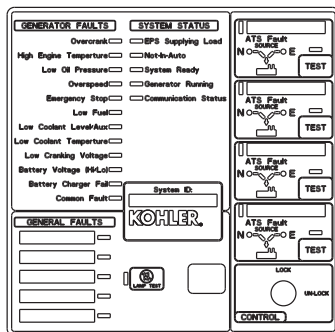 GENERATOR FAULTS
Overcrank
High Engine Temperture
Low Oil Pressure
Overspeed
Emergency Stop
Low Fuel
Low Coolant Level/Aux
Low Coolant Temperture
Low Cranking Voltage
Battery Voltage (Hi/Lo)
Battery Charger Fail
Common Fault
SYSTEM STATUS
EPS Supplying Load
Not-In-Auto
System Ready
Generator Running
Communication Status
System ID:
KOHLER®
GENERAL FAULTS
LAMP TEST
ATS Fault
SOURCE
N E
TEST
ATS Fault
SOURCE
N E
TEST
ATS Fault
SOURCE
N E
TEST
ATS Fault
SOURCE
N E
TEST
LOCK
UN-LOCK
CONTROL